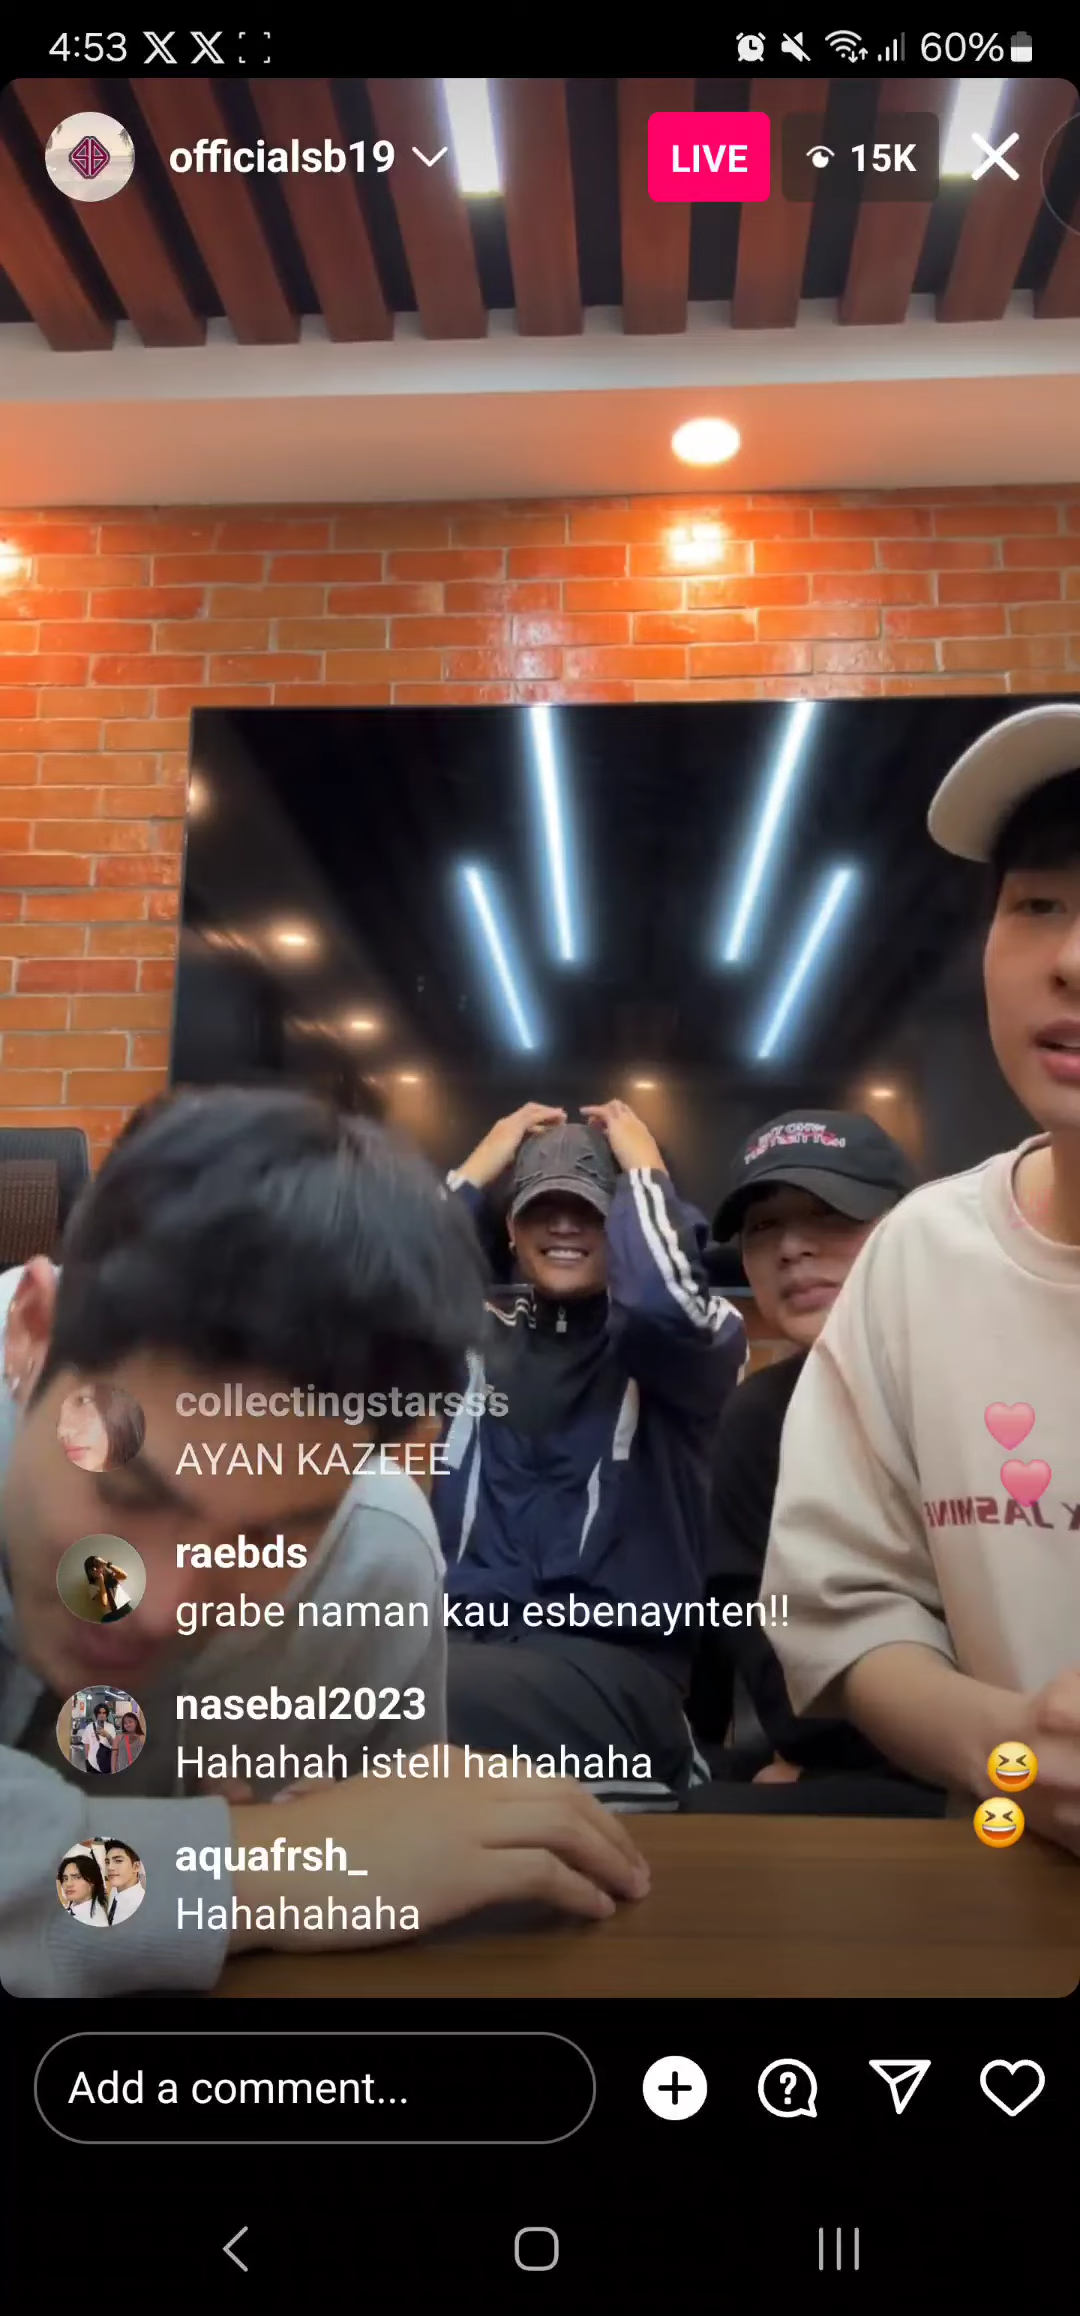 4:53
60%
officialsb19
LIVE
15K
collectingstarsss
AYAN KAZEEE
raebds
grabe naman kau esbenaynten!!
nasebal2023
Hahahah istell hahahaha
aquafrsh_
Hahahahaha
Add a comment...